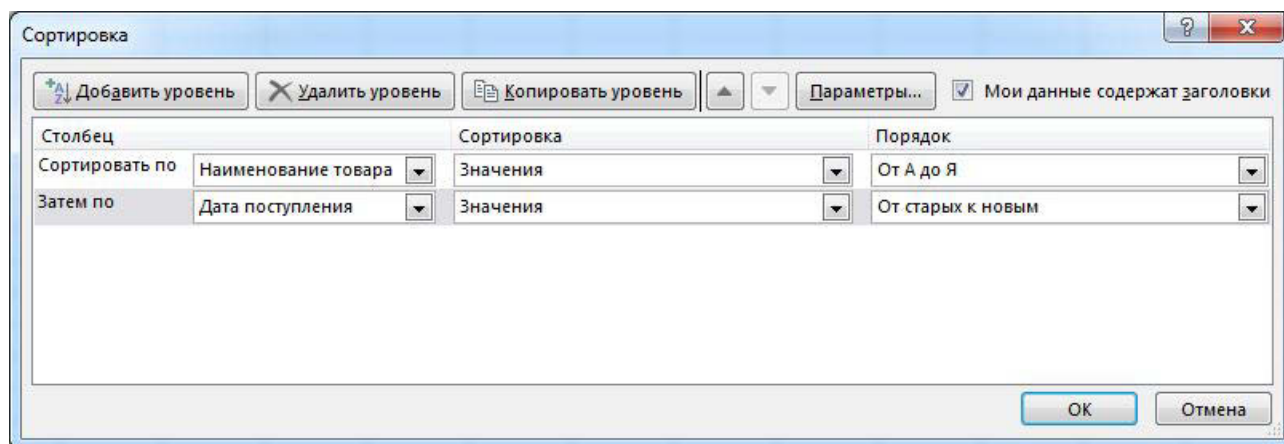 Сортировка
Добавить уровень Удалить уровень Копировать уровень Параметры... Мои данные содержат заголовки
Столбец Сортировка Порядок
Сортировать по Наименование товара Значения От А до Я
Затем по Дата поступления Значения От старых к новым
ОК Отмена